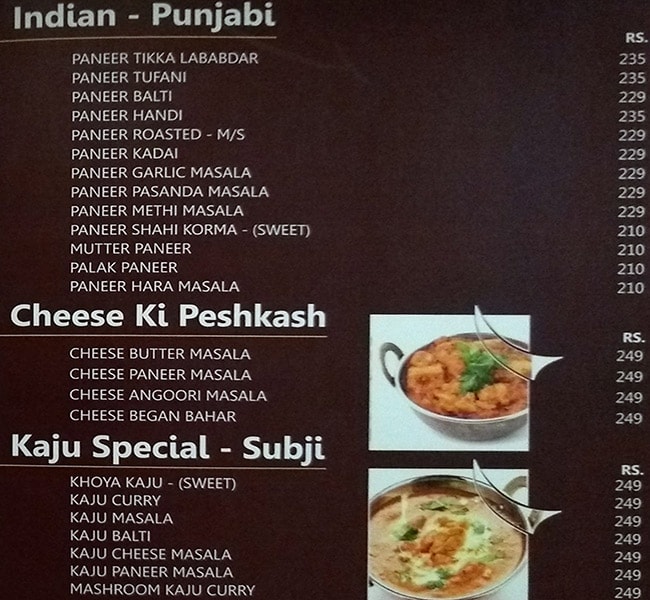 Indian - Punjabi
RS.
PANEER TIKKA LABABDAR 235
PANEER TUFANI 235
PANEER BALTI 229
PANEER HANDI 235
PANEER ROASTED - M/S 229
PANEER KADAI 229
PANEER GARLIC MASALA 229
PANEER PASANDA MASALA 229
PANEER METHI MASALA 229
PANEER SHAHI KORMA - (SWEET) 210
MUTTER PANEER 210
PALAK PANEER 210
PANEER HARA MASALA 210
Cheese Ki Peshkash
RS.
CHEESE BUTTER MASALA 249
CHEESE PANEER MASALA 249
CHEESE ANGOORI MASALA 249
CHEESE BEGAN BAHAR 249
Kaju Special - Subji
RS.
KHOYA KAJU - (SWEET) 249
KAJU CURRY 249
KAJU MASALA 249
KAJU BALTI 249
KAJU CHEESE MASALA 249
KAJU PANEER MASALA 249
MASHROOM KAJU CURRY 249